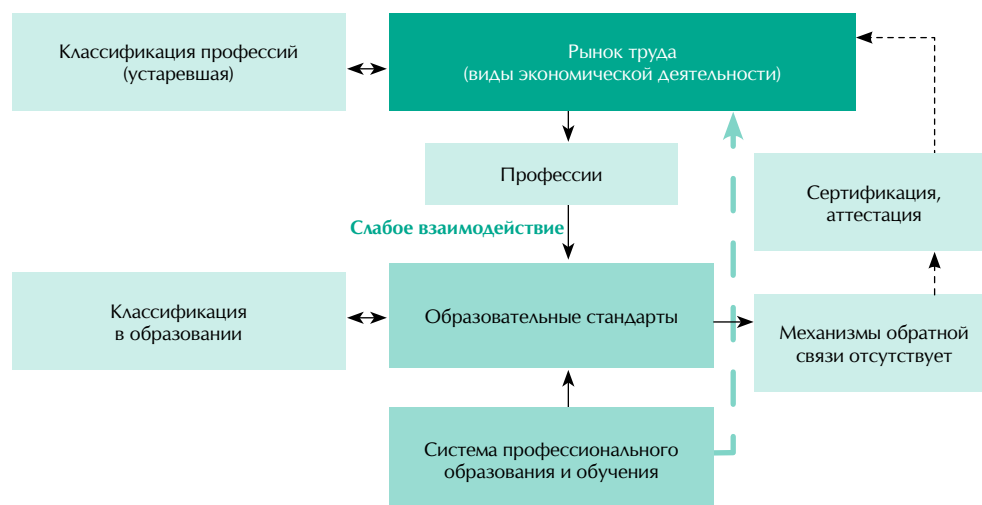 Классификация профессий
(устаревшая)
Рынок труда
(виды экономической деятельности)
Профессии
Сертификация,
аттестация
Слабое взаимодействие
Классификация
в образовании
Образовательные стандарты
Механизмы обратной
связи отсутствует
Система профессионального
образования и обучения